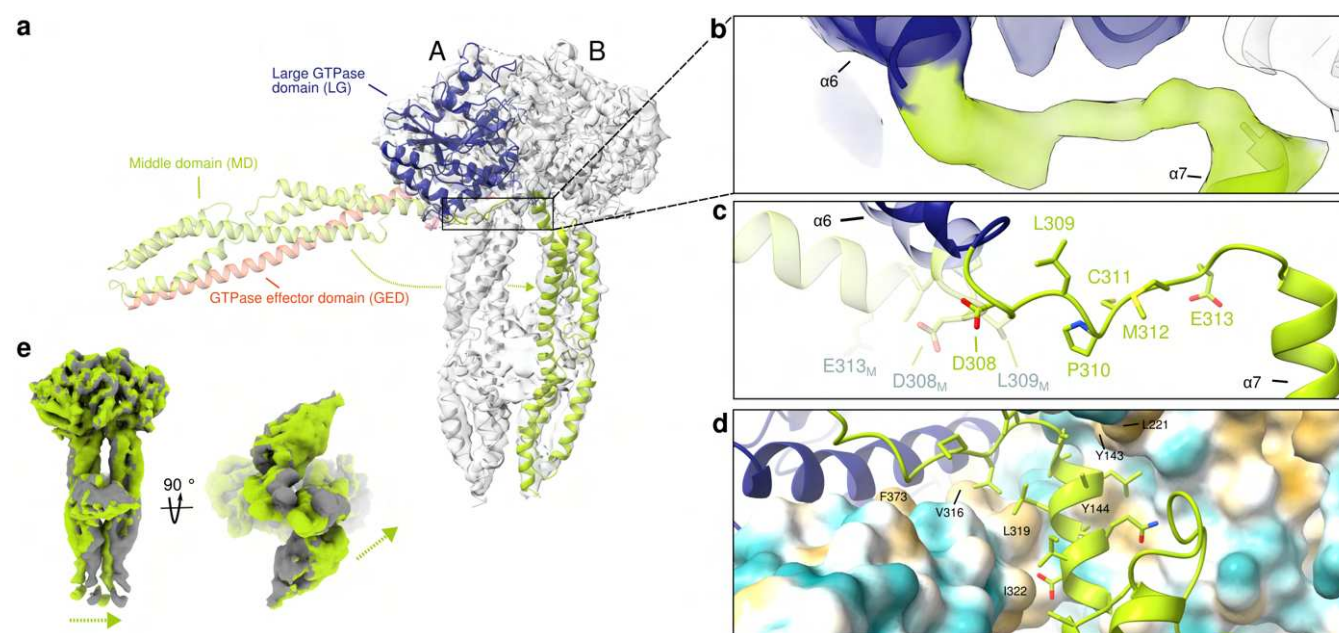 a
A
B
Large GTPase
domain (LG)
Middle domain (MD)
GTPase effector domain (GED)
b
α6
α7
c
α6
L309
C311
M312
E313
P310
D308
L309M
D308M
E313M
α7
d
L221
Y143
F373
V316
Y144
L319
I322
e
90 °